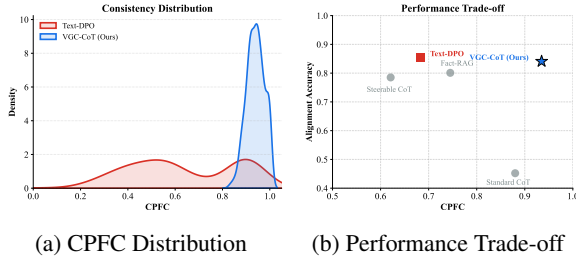 Consistency Distribution
Text-DPO
VGC-CoT (Ours)
10
8
6
4
2
0
Density
0.0 0.2 0.4 0.6 0.8 1.0
CPFC
(a) CPFC Distribution
Performance Trade-off
1.0
0.9
0.8
0.7
0.6
0.5
0.4
Alignment Accuracy
Text-DPO
VGC-CoT (Ours)
Fact-RAG
Steerable CoT
Standard CoT
0.5 0.6 0.7 0.8 0.9 1.0
CPFC
(b) Performance Trade-off